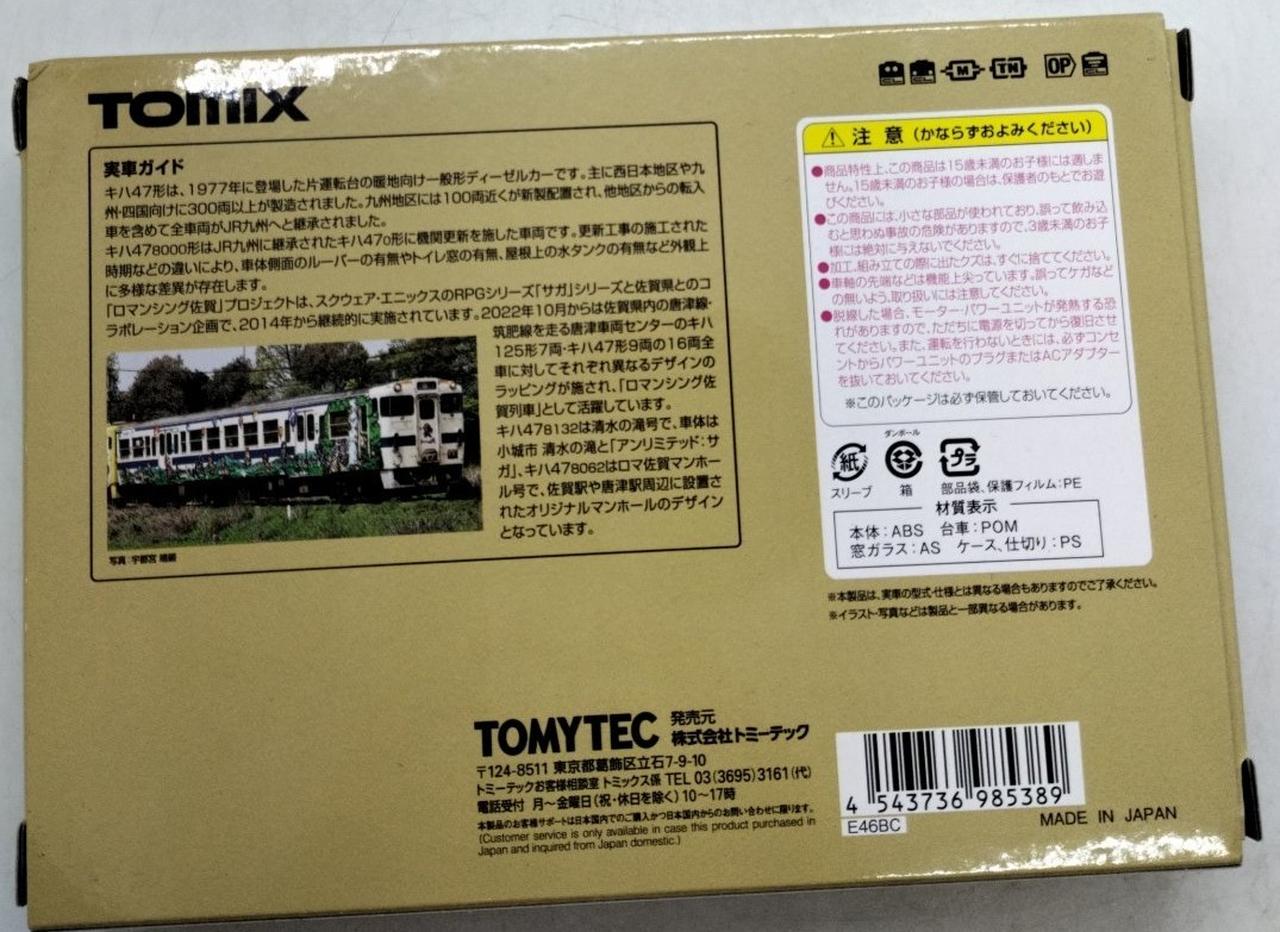 TOMIX
CL
CL
M
TN
OP
実車ガイド
キハ47形は、1977年に登場した片運転台の暖地向け一般形ディーゼルカーです。主に西日本地区や九
州・四国向けに300両以上が製造されました。九州地区には100両近くが新製配置され、他地区からの転入
車を含めて全車両がJR九州へと継承されました。
キハ478000形はJR九州に継承されたキハ470形に機関更新を施した車両です。更新工事の施工された
時期などの違いにより、車体側面のルーバーの有無やトイレ窓の有無、屋根上の水タンクの有無など外観上
に多様な差異が存在します。
「ロマンシング佐賀」プロジェクトは、スクウェア・エニックスのRPGシリーズ「サガ」シリーズと佐賀県とのコ
ラボレーション企画で、2014年から継続的に実施されています。2022年10月からは佐賀県内の唐津線・
筑肥線を走る唐津車両センターのキハ
125形7両・キハ47形9両の16両全
車に対してそれぞれ異なるデザインの
ラッピングが施され、「ロマンシング佐
賀列車」として活躍しています。
キハ478132は清水の滝号で、車体は
小城市 清水の滝と「アンリミテッド:サ
ガ」、キハ478062はロマ佐賀マンホー
ル号で、佐賀駅や唐津駅周辺に設置さ
れたオリジナルマンホールのデザイン
となっています。
注 意 (かならずおよみください)
●商品特性上、この商品は15歳未満のお子様には適しま
せん。15歳未満のお子様の場合は、保護者のもとでお遊
びください。
●この商品には、小さな部品が使われており、誤って飲み込
むと思わぬ事故の危険がありますので、3歳未満のお子
様には絶対に与えないでください。
●加工、組み立ての際に出たクズは、すぐに捨ててください。
●車軸の先端などは機能上尖っています。誤ってケガなど
の無いよう、取り扱いには注意してください。
●脱線した場合、モーター・パワーユニットが発熱する恐
れがありますので、ただちに電源を切ってから復旧させ
てください。また、運転を行わないときには、必ずコンセ
ントからパワーユニットのプラグまたはACアダプター
を抜いておいてください。
※このパッケージは必ず保管しておいてください。
ダンボール
紙
プラ
スリーブ
箱
部品袋、保護フィルム:PE
材質表示
本体:ABS 台車:POM
窓ガラス:AS ケース、仕切り:PS
※本製品は、実車の型式・仕様とは異なる場合もありますのでご了承ください。
※イラスト・写真などは製品と一部異なる場合があります。
TOMYTEC 発売元
株式会社トミーテック
〒124-8511 東京都葛飾区立石7-9-10
トミーテックお客様相談室 トミックス係 TEL 03(3695)3161(代)
電話受付 月～金曜日(祝・休日を除く)10～17時
本製品のお客様サポートは日本国内でのご購入かつ日本国内からのお問い合わせに限ります。
(Customer service is only available in case this product purchased in
Japan and inquired from Japan domestic.)
4 543736 985389
E46BC
MADE IN JAPAN